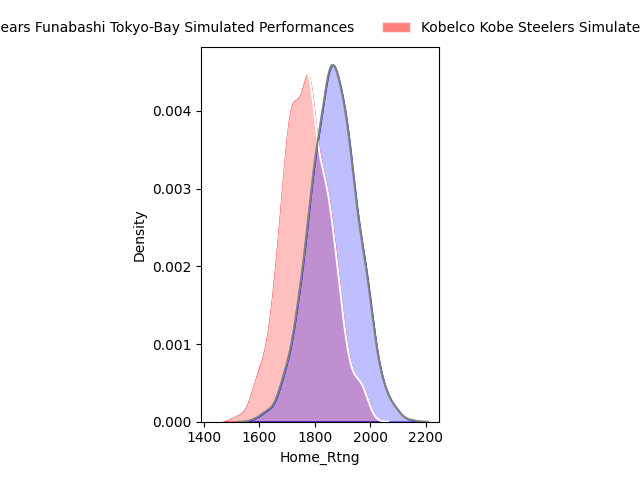 ears Funabashi Tokyo-Bay Simulated Performances Kobelco Kobe Steelers Simulate
0.004
0.003
0.002
0.001
0.000
Density
1400 1600 1800 2000 2200
Home_Rtng